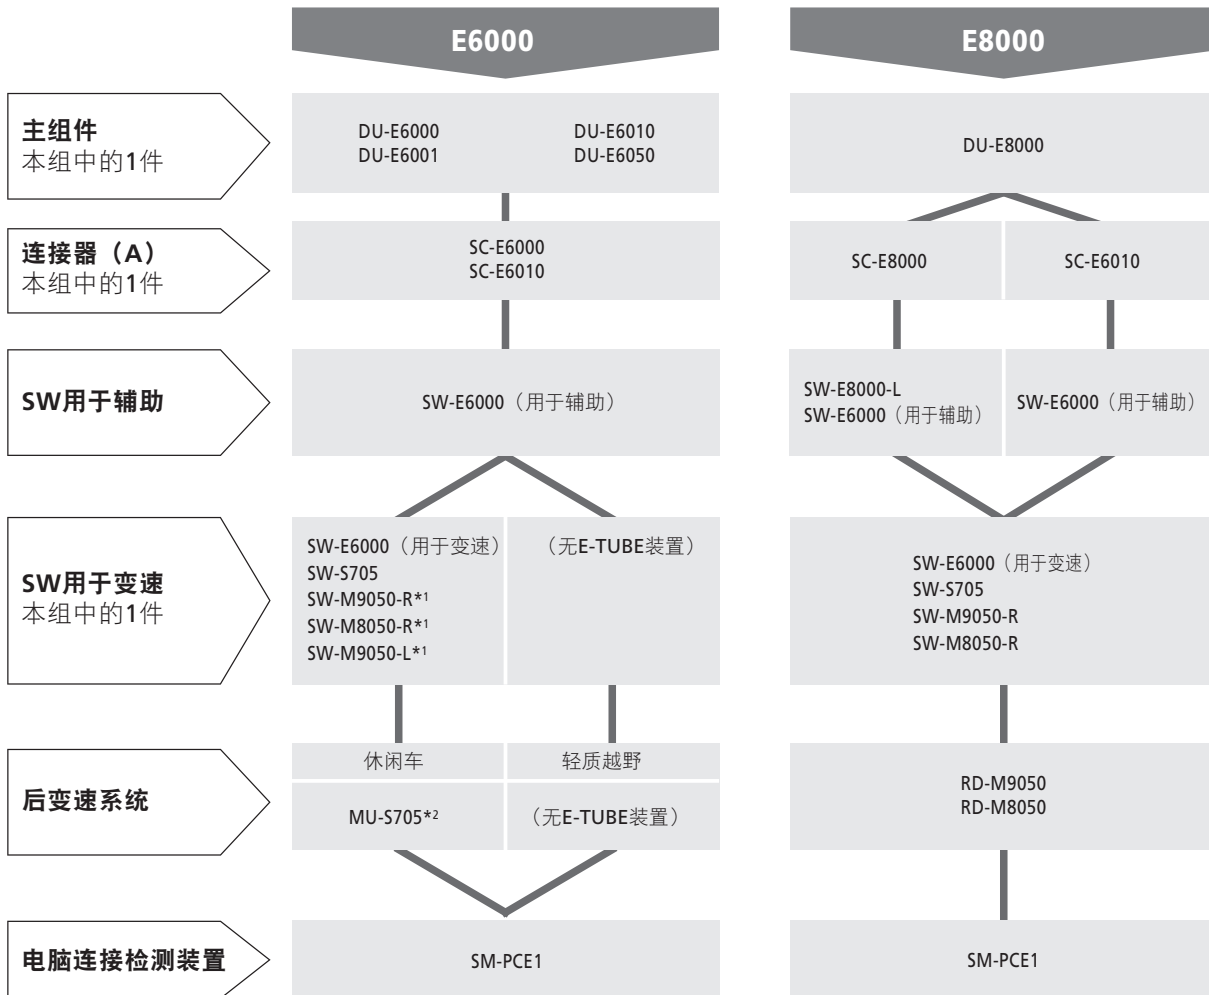 E6000
E8000
主组件
本组中的1件
DU-E6000
DU-E6001
DU-E6010
DU-E6050
DU-E8000
连接器（A）
本组中的1件
SC-E6000
SC-E6010
SC-E8000
SC-E6010
SW用于辅助
SW-E6000（用于辅助）
SW-E8000-L
SW-E6000（用于辅助）
SW-E6000（用于辅助）
SW用于变速
本组中的1件
SW-E6000（用于变速）
SW-S705
SW-M9050-R*1
SW-M8050-R*1
SW-M9050-L*1
（无E-TUBE装置）
SW-E6000（用于变速）
SW-S705
SW-M9050-R
SW-M8050-R
后变速系统
休闲车
轻质越野
MU-S705*2
（无E-TUBE装置）
RD-M9050
RD-M8050
电脑连接检测装置
SM-PCE1
SM-PCE1